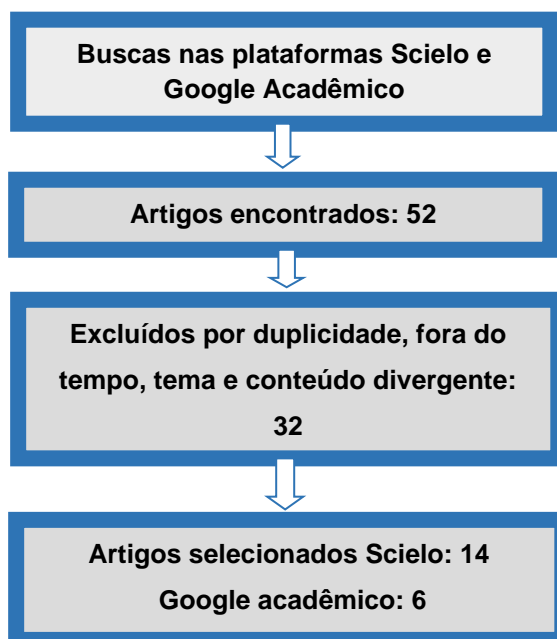 Buscas nas plataformas Scielo e
Google Acadêmico
Artigos encontrados: 52
Excluídos por duplicidade, fora do
tempo, tema e conteúdo divergente:
32
Artigos selecionados Scielo: 14
Google acadêmico: 6